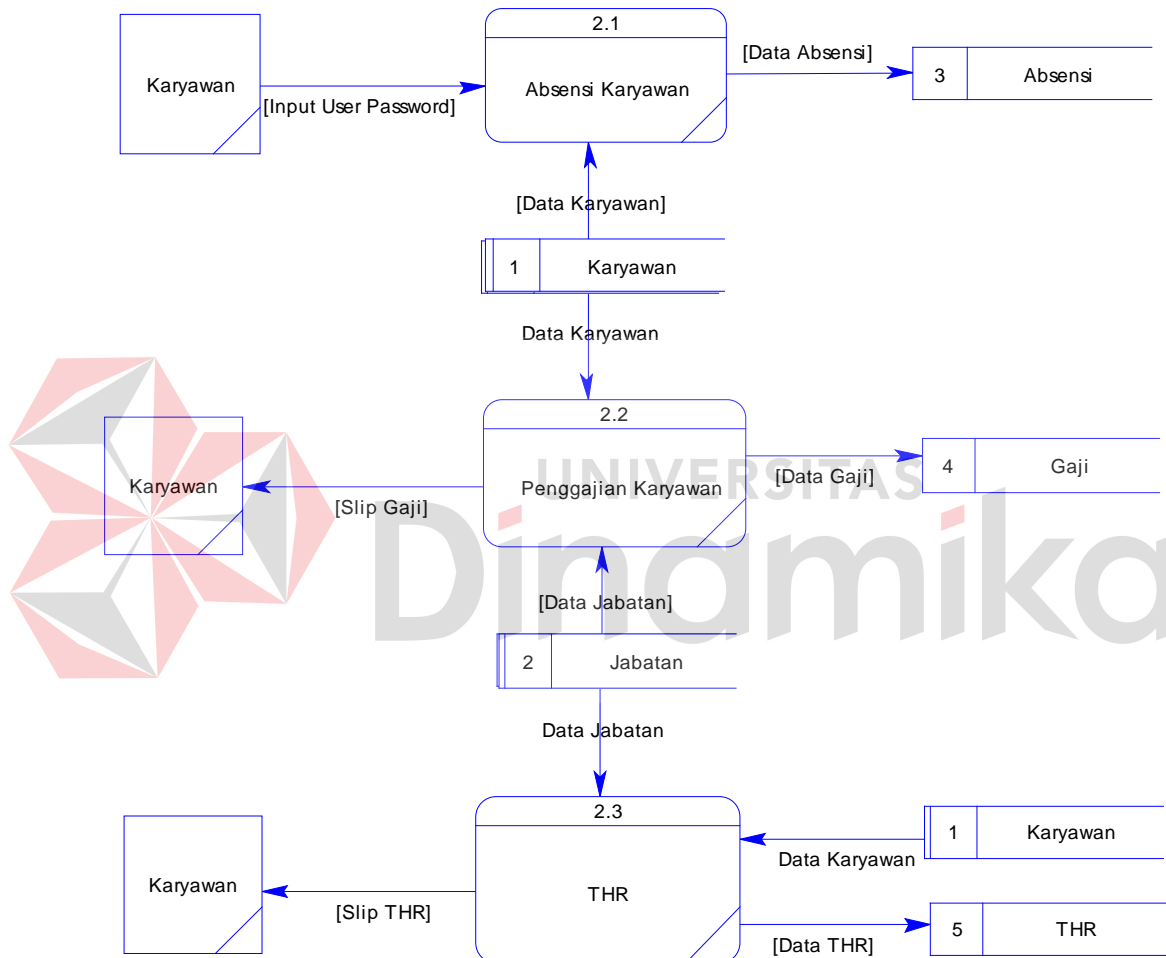 2.1
Karyawan
[Input User Password]
Absensi Karyawan
[Data Absensi]
3 Absensi
[Data Karyawan]
1 Karyawan
Data Karyawan
2.2
Karyawan
[Slip Gaji]
Penggajian Karyawan
[Data Gaji]
4 Gaji
UNIVERSITAS
Dinamika
[Data Jabatan]
2 Jabatan
Data Jabatan
2.3
Karyawan
[Slip THR]
THR
Data Karyawan
1 Karyawan
[Data THR]
5 THR